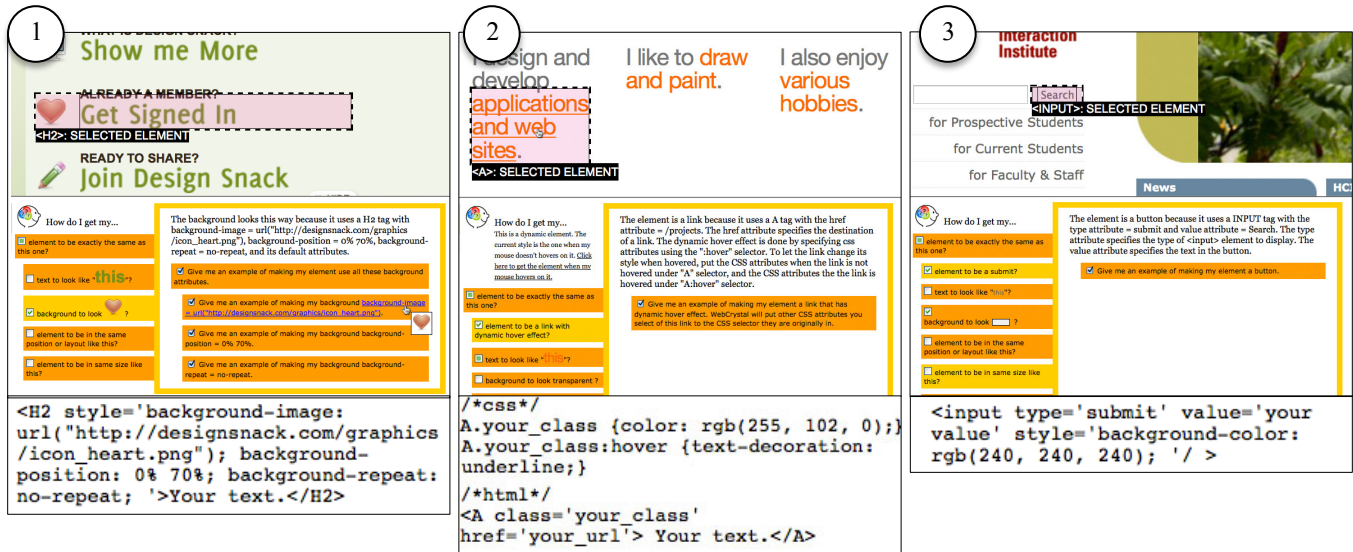 1
WHAT IS DESIGN SNACK?
Show me More
ALREADY A MEMBER?
Get Signed In
<H2>: SELECTED ELEMENT
READY TO SHARE?
Join Design Snack
How do I get my...
element to be exactly the same as
this one?
text to look like "this"?
background to look ?
element to be in the same
position or layout like this?
element to be in same size like
this?
The background looks this way because it uses a H2 tag with
background-image = url("http://designsnack.com/graphics
/icon_heart.png"), background-position = 0% 70%, background-
repeat = no-repeat, and its default attributes.
Give me an example of making my element use all these background
attributes.
Give me an example of making my background background-image
= url("http://designsnack.com/graphics/icon_heart.png").
Give me an example of making my background background-
position = 0% 70%.
Give me an example of making my background background-
repeat = no-repeat.
<H2 style='background-image:
url("http://designsnack.com/graphics
/icon_heart.png"); background-
position: 0% 70%; background-repeat:
no-repeat; '>Your text.</H2>
2
I design and
develop
applications
and web
sites.
<A>: SELECTED ELEMENT
I like to draw
and paint.
I also enjoy
various
hobbies.
How do I get my...
This is a dynamic element. The
current style is the one when my
mouse doesn't hovers on it. Click
here to get the element when my
mouse hovers on it.
element to be exactly the same as
this one?
element to be a link with
dynamic hover effect?
text to look like "this"?
background to look transparent ?
The element is a link because it uses a A tag with the href
attribute = /projects. The href attribute specifies the destination
of a link. The dynamic hover effect is done by specifying css
attributes using the ":hover" selector. To let the link change its
style when hovered, put the CSS attributes when the link is not
hovered under "A" selector, and the CSS attributes the the link is
hovered under "A:hover" selector.
Give me an example of making my element a link that has
dynamic hover effect. WebCrystal will put other CSS attributes you
select of this link to the CSS selector they are originally in.
/*css*/
A.your_class {color: rgb(255, 102, 0);}
A.your_class:hover {text-decoration:
underline;}
/*html*/
<A class='your_class'
href='your_url'> Your text.</A>
3
Interaction
Institute
Search
<INPUT>: SELECTED ELEMENT
for Prospective Students
for Current Students
for Faculty & Staff
News
HCI
How do I get my...
element to be exactly the same as
this one?
element to be a submit?
text to look like "this"?
background to look ?
element to be in the same
position or layout like this?
element to be in same size like
this?
The element is a button because it uses a INPUT tag with the
type attribute = submit and value attribute = Search. The type
attribute specifies the type of <input> element to display. The
value attribute specifies the text in the button.
Give me an example of making my element a button.
<input type='submit' value='your
value' style='background-color:
rgb(240, 240, 240); '/ >